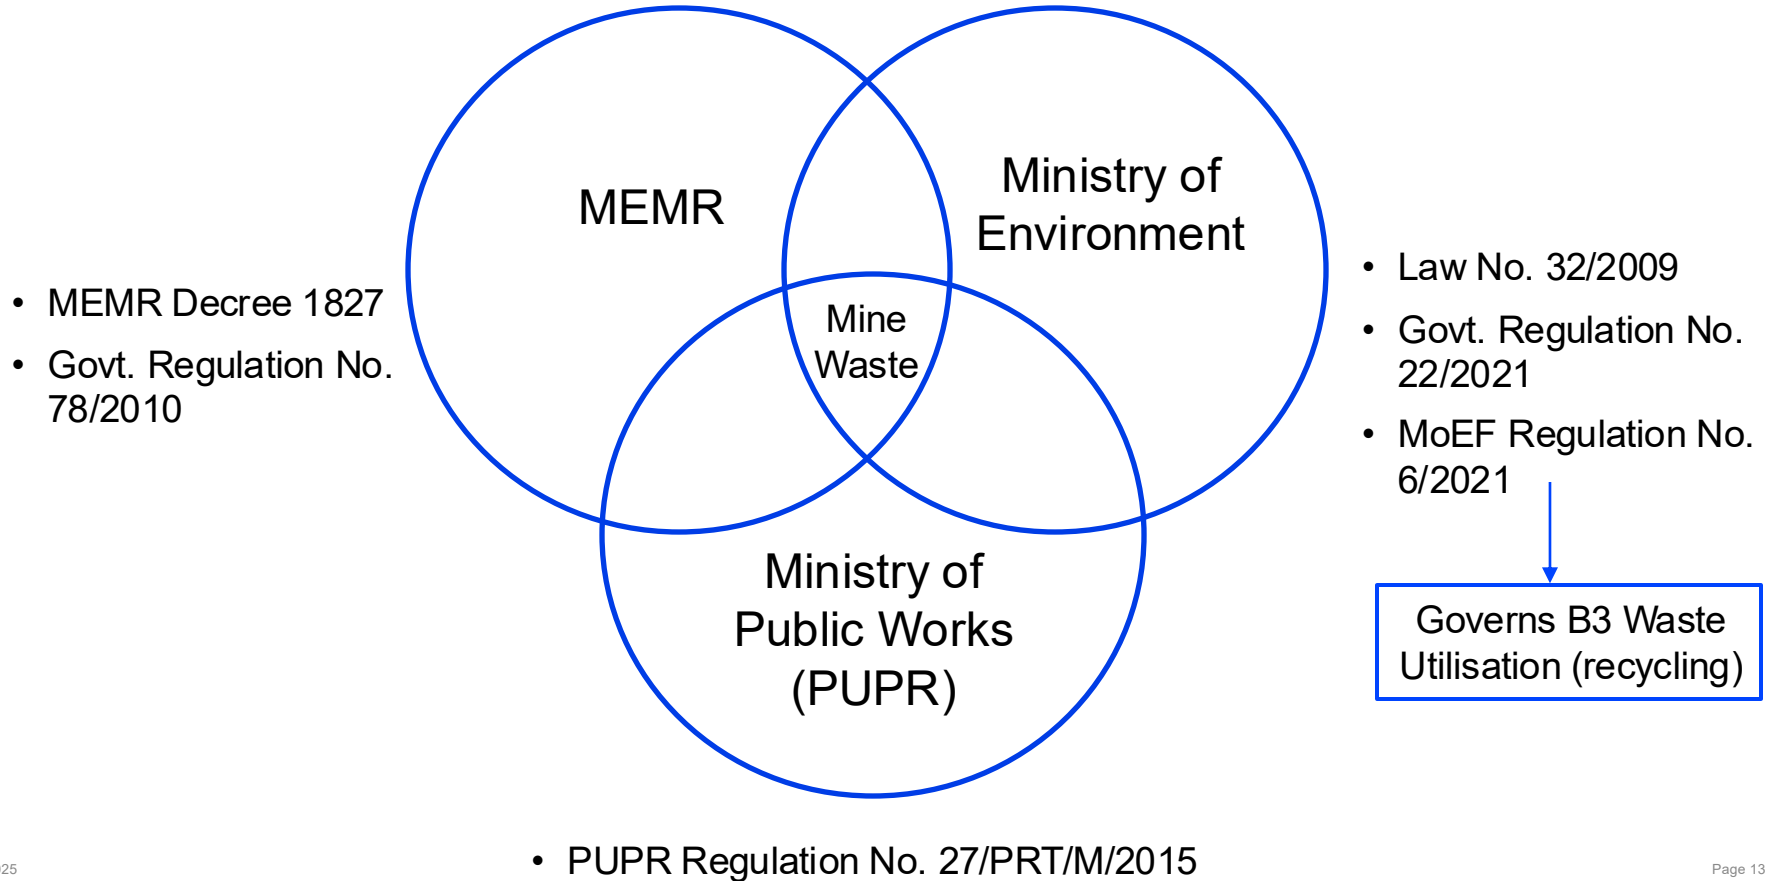 MEMR
Ministry of
Environment
• MEMR Decree 1827
• Govt. Regulation No.
78/2010
Mine
Waste
• Law No. 32/2009
• Govt. Regulation No.
22/2021
• MoEF Regulation No.
6/2021
Governs B3 Waste
Utilisation (recycling)
Ministry of
Public Works
(PUPR)
• PUPR Regulation No. 27/PRT/M/2015
025
Page 13